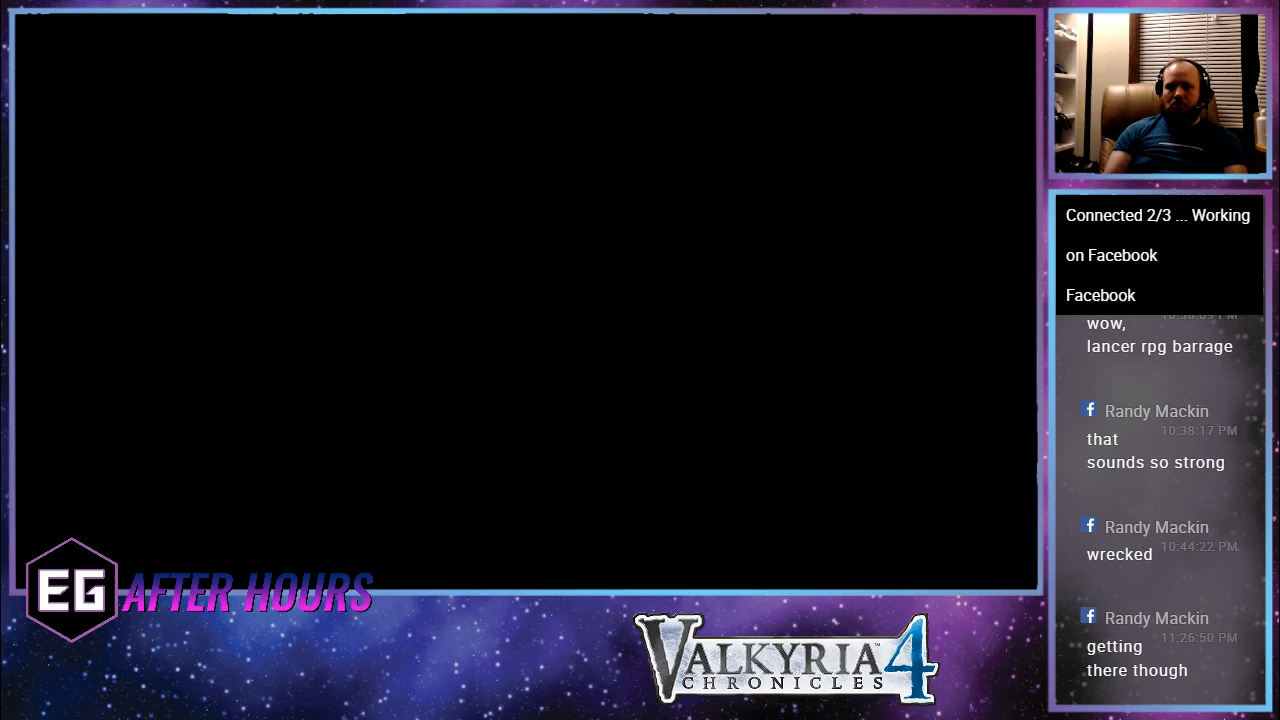 Connected 2/3 ... Working
on Facebook
Facebook
wow,
lancer rpg barrage
Randy Mackin
10:38:17 PM
that
sounds so strong
Randy Mackin
10:44:22 PM
wrecked
Randy Mackin
11:26:50 PM
getting
there though
EG AFTER HOURS
VALKYRIA 4
CHRONICLES